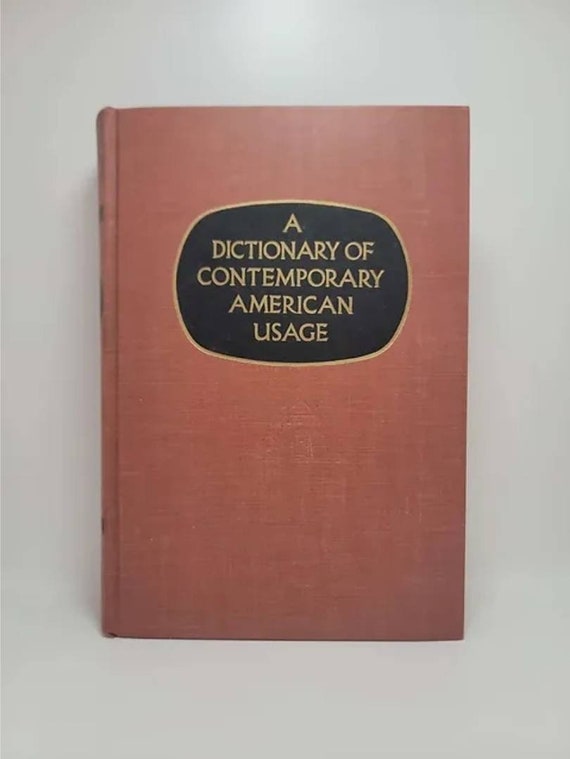 A
DICTIONARY OF
CONTEMPORARY
AMERICAN
USAGE